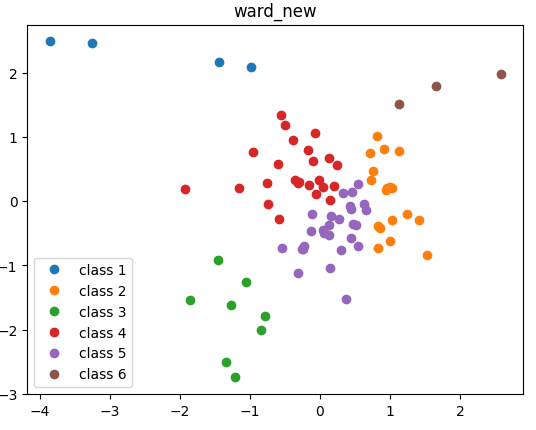 ward_new
2
1
0
−1
−2
−3
class 1
class 2
class 3
class 4
class 5
class 6
−4 −3 −2 −1 0 1 2